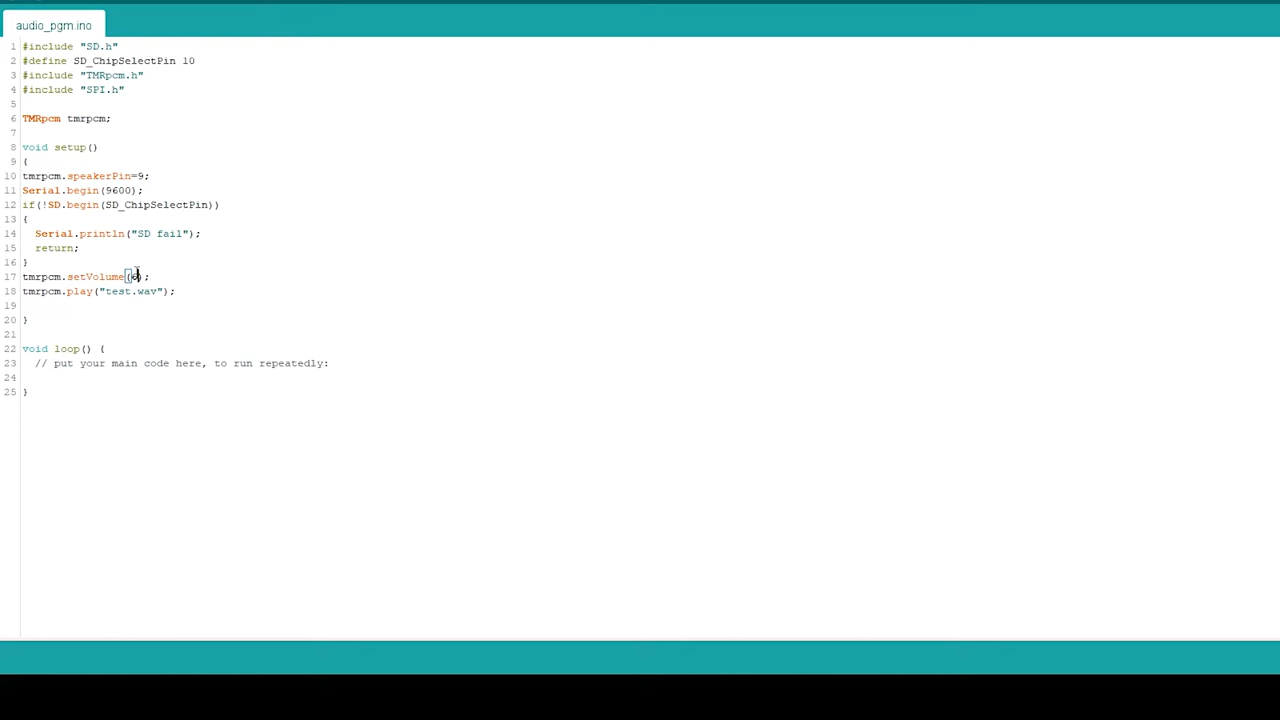 audio_pgm.ino
1 #include "SD.h"
2 #define SD_ChipSelectPin 10
3 #include "TMRpcm.h"
4 #include "SPI.h"
5
6 TMRpcm tmrpcm;
7
8 void setup()
9 {
10 tmrpcm.speakerPin=9;
11 Serial.begin(9600);
12 if(!SD.begin(SD_ChipSelectPin))
13 {
14 Serial.println("SD fail");
15 return;
16 }
17 tmrpcm.setVolume();
18 tmrpcm.play("test.wav");
19
20 }
21
22 void loop() {
23 // put your main code here, to run repeatedly:
24
25 }